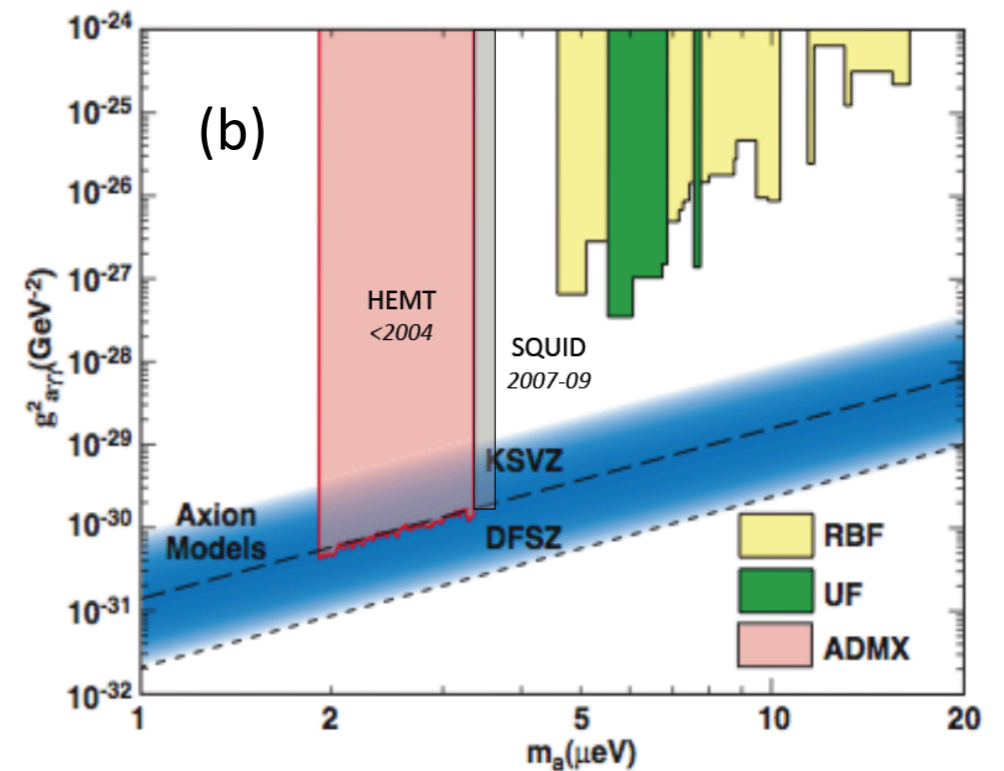 10⁻²⁴
10⁻²⁵
10⁻²⁶
10⁻²⁷
10⁻²⁸
10⁻²⁹
10⁻³⁰
10⁻³¹
10⁻³²
g²aγγ(GeV⁻²)
(b)
HEMT
<2004
SQUID
2007-09
KSVZ
DFSZ
Axion
Models
RBF
UF
ADMX
1 2 5 10 20
mₐ(μeV)